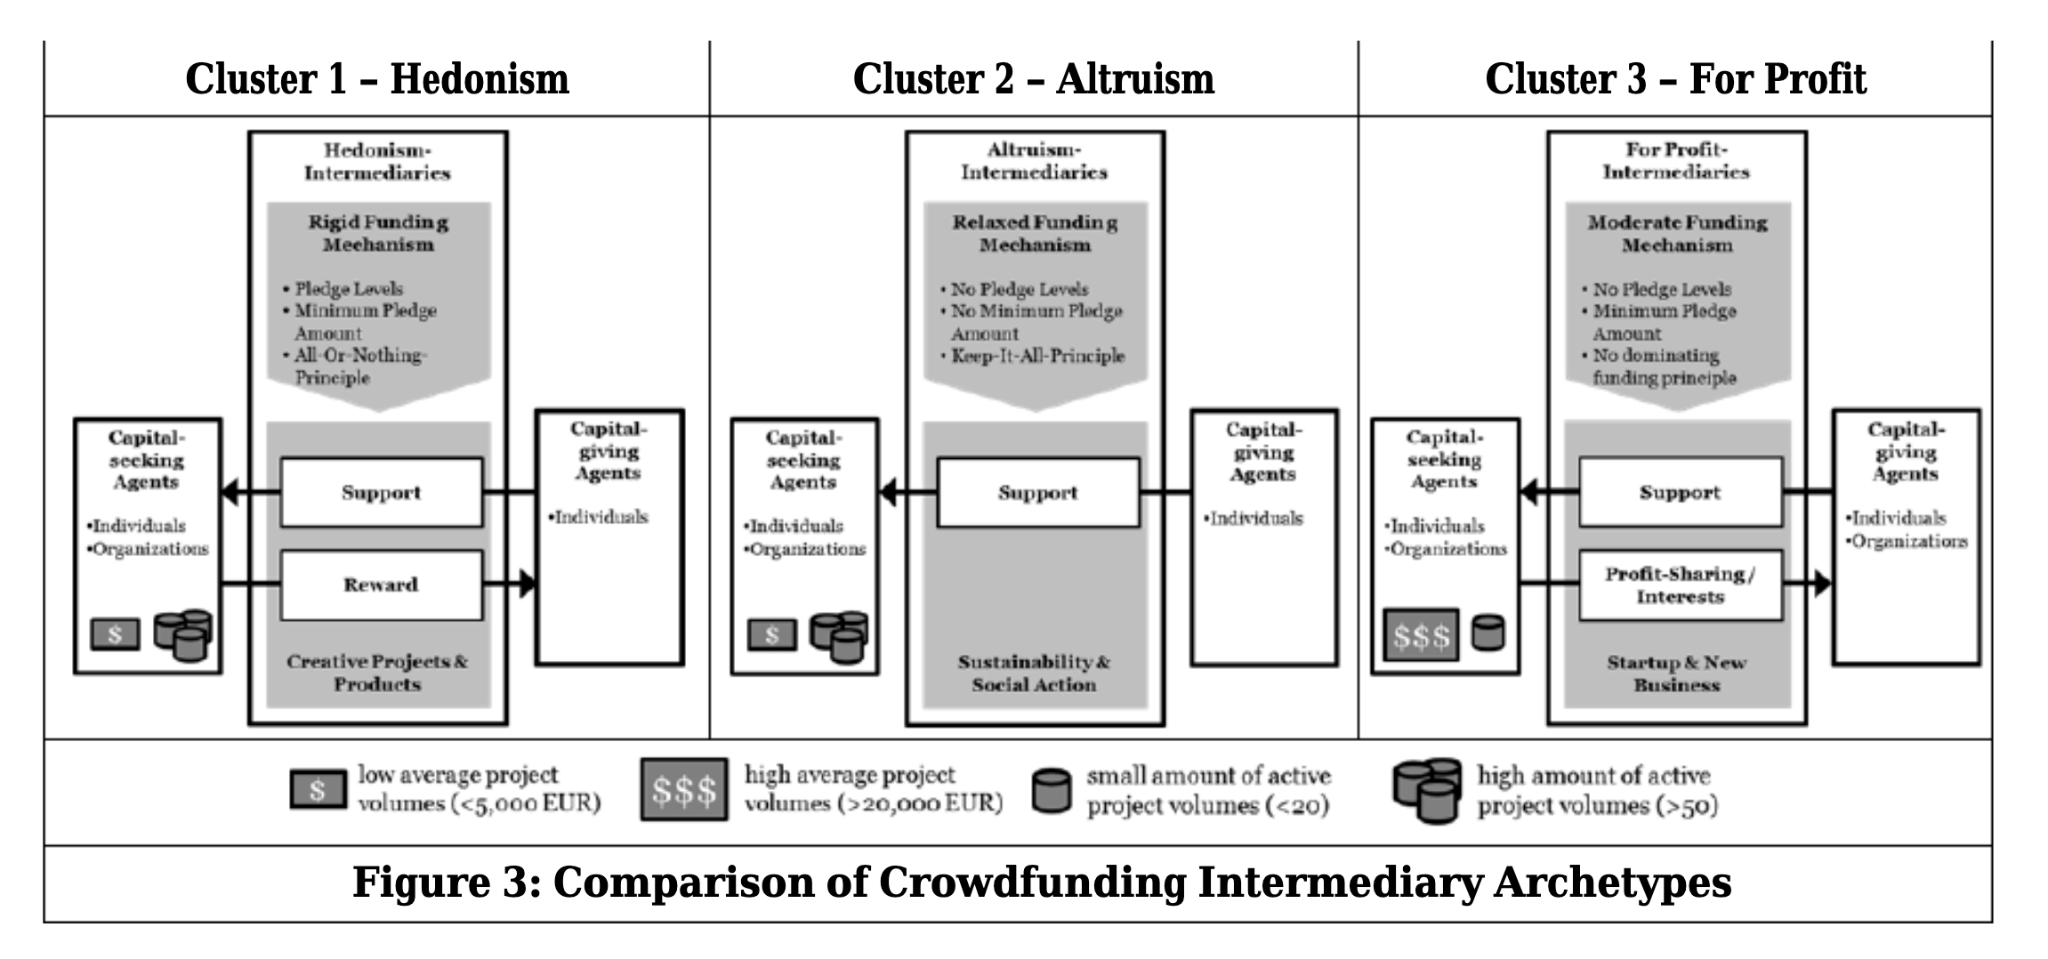 Cluster 1 – Hedonism
Cluster 2 – Altruism
Cluster 3 – For Profit
Hedonism-
Intermediaries
Rigid Funding
Mechanism
• Pledge Levels
• Minimum Pledge
Amount
• All-Or-Nothing-
Principle
Capital-
seeking
Agents
•Individuals
•Organizations
$
Support
Reward
Creative Projects &
Products
Capital-
giving
Agents
•Individuals
Altruism-
Intermediaries
Relaxed Funding
Mechanism
• No Pledge Levels
• No Minimum Pledge
Amount
• Keep-It-All-Principle
Capital-
seeking
Agents
•Individuals
•Organizations
$
Support
Sustainability &
Social Action
Capital-
giving
Agents
•Individuals
For Profit-
Intermediaries
Moderate Funding
Mechanism
• No Pledge Levels
• Minimum Pledge
Amount
• No dominating
funding principle
Capital-
seeking
Agents
•Individuals
•Organizations
$$$
Support
Profit-Sharing/
Interests
Startup & New
Business
Capital-
giving
Agents
•Individuals
•Organizations
$
low average project
volumes (<5,000 EUR)
$$$
high average project
volumes (>20,000 EUR)
small amount of active
project volumes (<20)
high amount of active
project volumes (>50)
Figure 3: Comparison of Crowdfunding Intermediary Archetypes